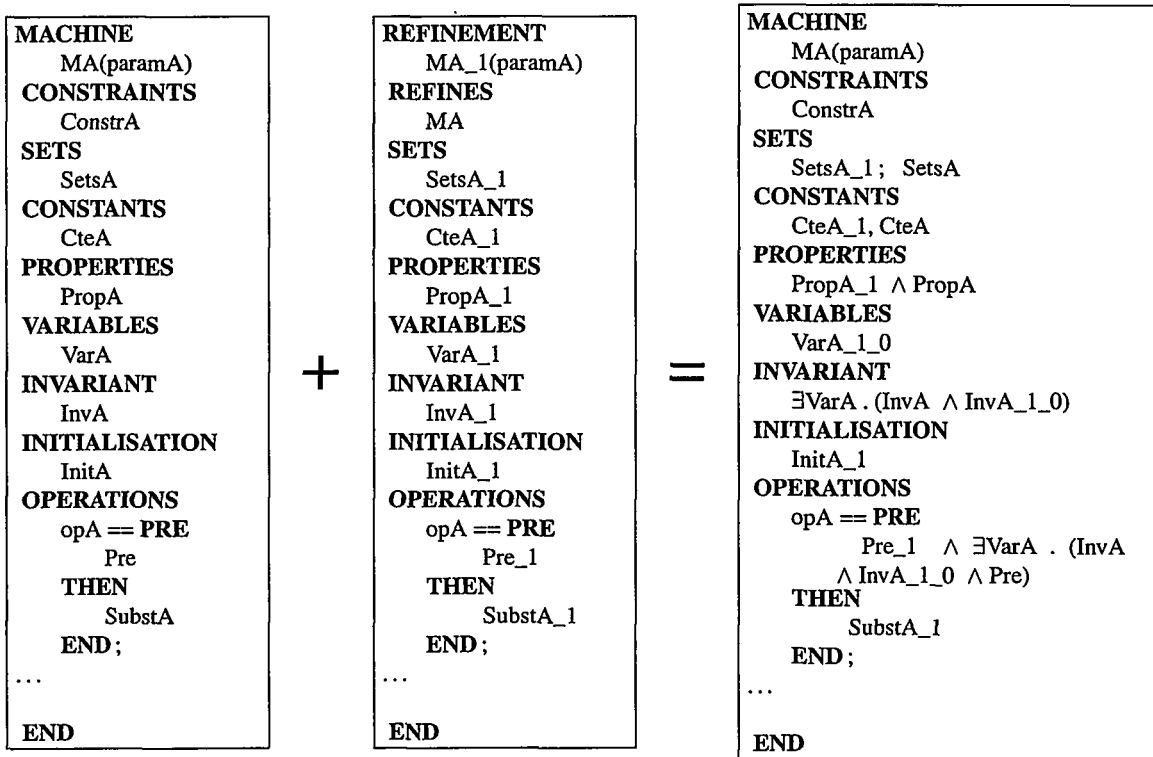 MACHINE
MA(paramA)
CONSTRAINTS
ConstrA
SETS
SetsA
CONSTANTS
CteA
PROPERTIES
PropA
VARIABLES
VarA
INVARIANT
InvA
INITIALISATION
InitA
OPERATIONS
opA == PRE
Pre
THEN
SubstA
END ;
...
END
+
REFINEMENT
MA_1(paramA)
REFINES
MA
SETS
SetsA_1
CONSTANTS
CteA_1
PROPERTIES
PropA_1
VARIABLES
VarA_1
INVARIANT
InvA_1
INITIALISATION
InitA_1
OPERATIONS
opA == PRE
Pre_1
THEN
SubstA_1
END ;
...
END
=
MACHINE
MA(paramA)
CONSTRAINTS
ConstrA
SETS
SetsA_1 ; SetsA
CONSTANTS
CteA_1, CteA
PROPERTIES
PropA_1 ∧ PropA
VARIABLES
VarA_1_0
INVARIANT
∃VarA . (InvA ∧ InvA_1_0)
INITIALISATION
InitA_1
OPERATIONS
opA == PRE
Pre_1 ∧ ∃VarA . (InvA
∧ InvA_1_0 ∧ Pre)
THEN
SubstA_1
END ;
...
END